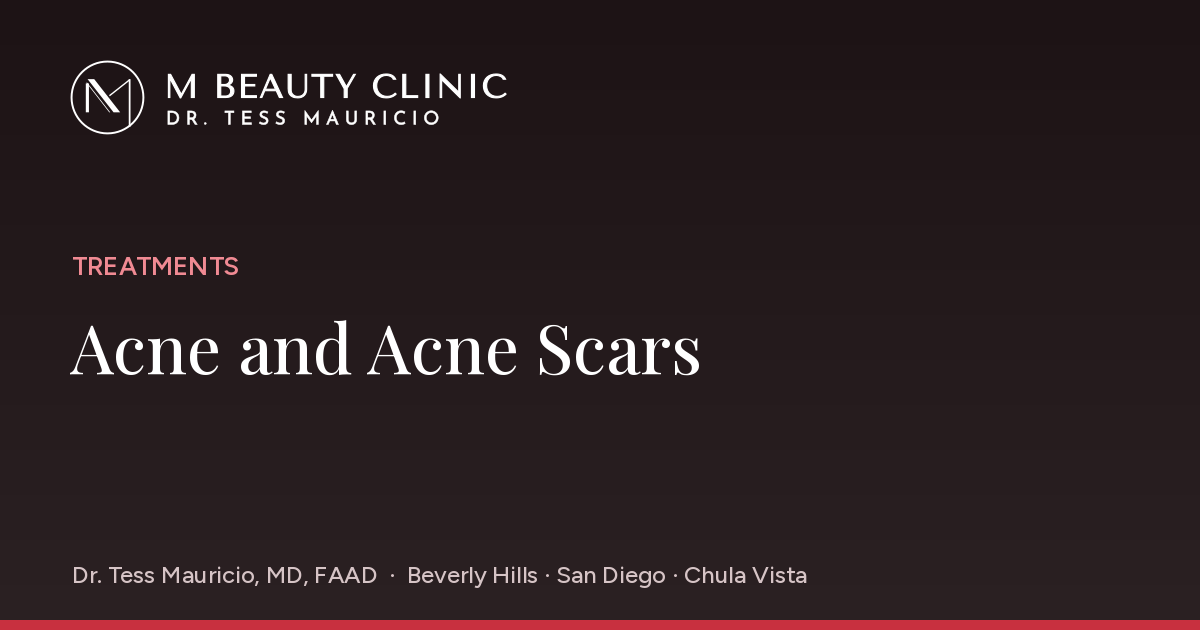 M BEAUTY CLINIC
DR. TESS MAURICIO
TREATMENTS
Acne and Acne Scars
Dr. Tess Mauricio, MD, FAAD · Beverly Hills · San Diego · Chula Vista